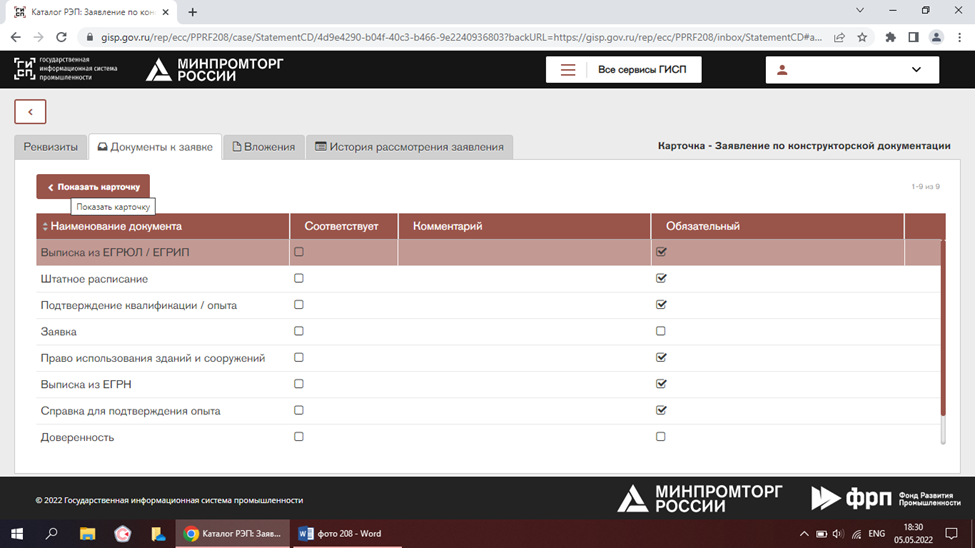 Каталог РЭП: Заявление по кон
gisp.gov.ru/rep/ecc/PPRF208/case/StatementCD/4d9e4290-b04f-40c3-b466-9e2240936803?backURL=https://gisp.gov.ru/rep/ecc/PPRF208/inbox/StatementCD#a...
государственная
информационная система
промышленности
МИНПРОМТОРГ
РОССИИ
Все сервисы ГИСП
Реквизиты
Документы к заявке
Вложения
История рассмотрения заявления
Карточка - Заявление по конструкторской документации
Показать карточку
1-9 из 9
Показать карточку
Наименование документа Соответствует Комментарий Обязательный
Выписка из ЕГРЮЛ / ЕГРИП
Штатное расписание
Подтверждение квалификации / опыта
Заявка
Право использования зданий и сооружений
Выписка из ЕГРН
Справка для подтверждения опыта
Доверенность
© 2022 Государственная информационная система промышленности
МИНПРОМТОРГ
РОССИИ
фрп
Фонд Развития
Промышленности
Каталог РЭП: Заяв...
фото 208 - Word
ENG
18:30
05.05.2022